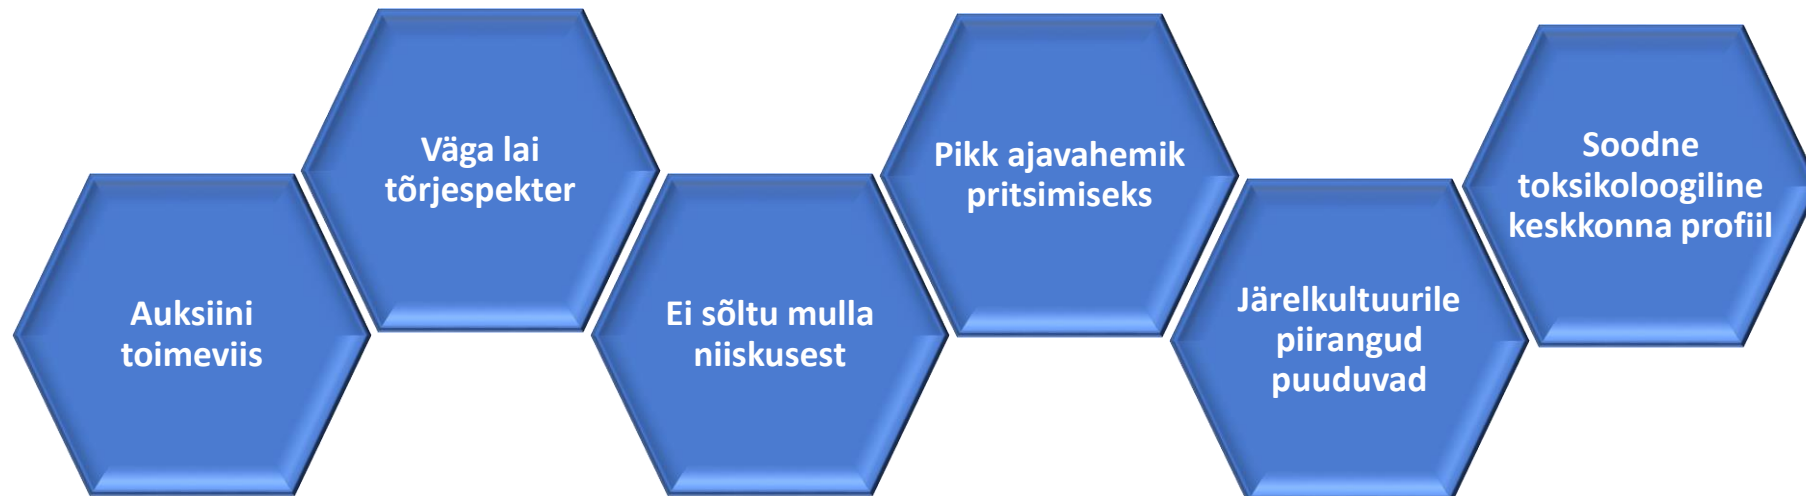 Auksiini
toimeviis
Väga lai
tõrjespekter
Ei sõltu mulla
niiskusest
Pikk ajavahemik
pritsimiseks
Järelkultuurile
piirangud
puuduvad
Soodne
toksikoloogiline
keskkonna profiil